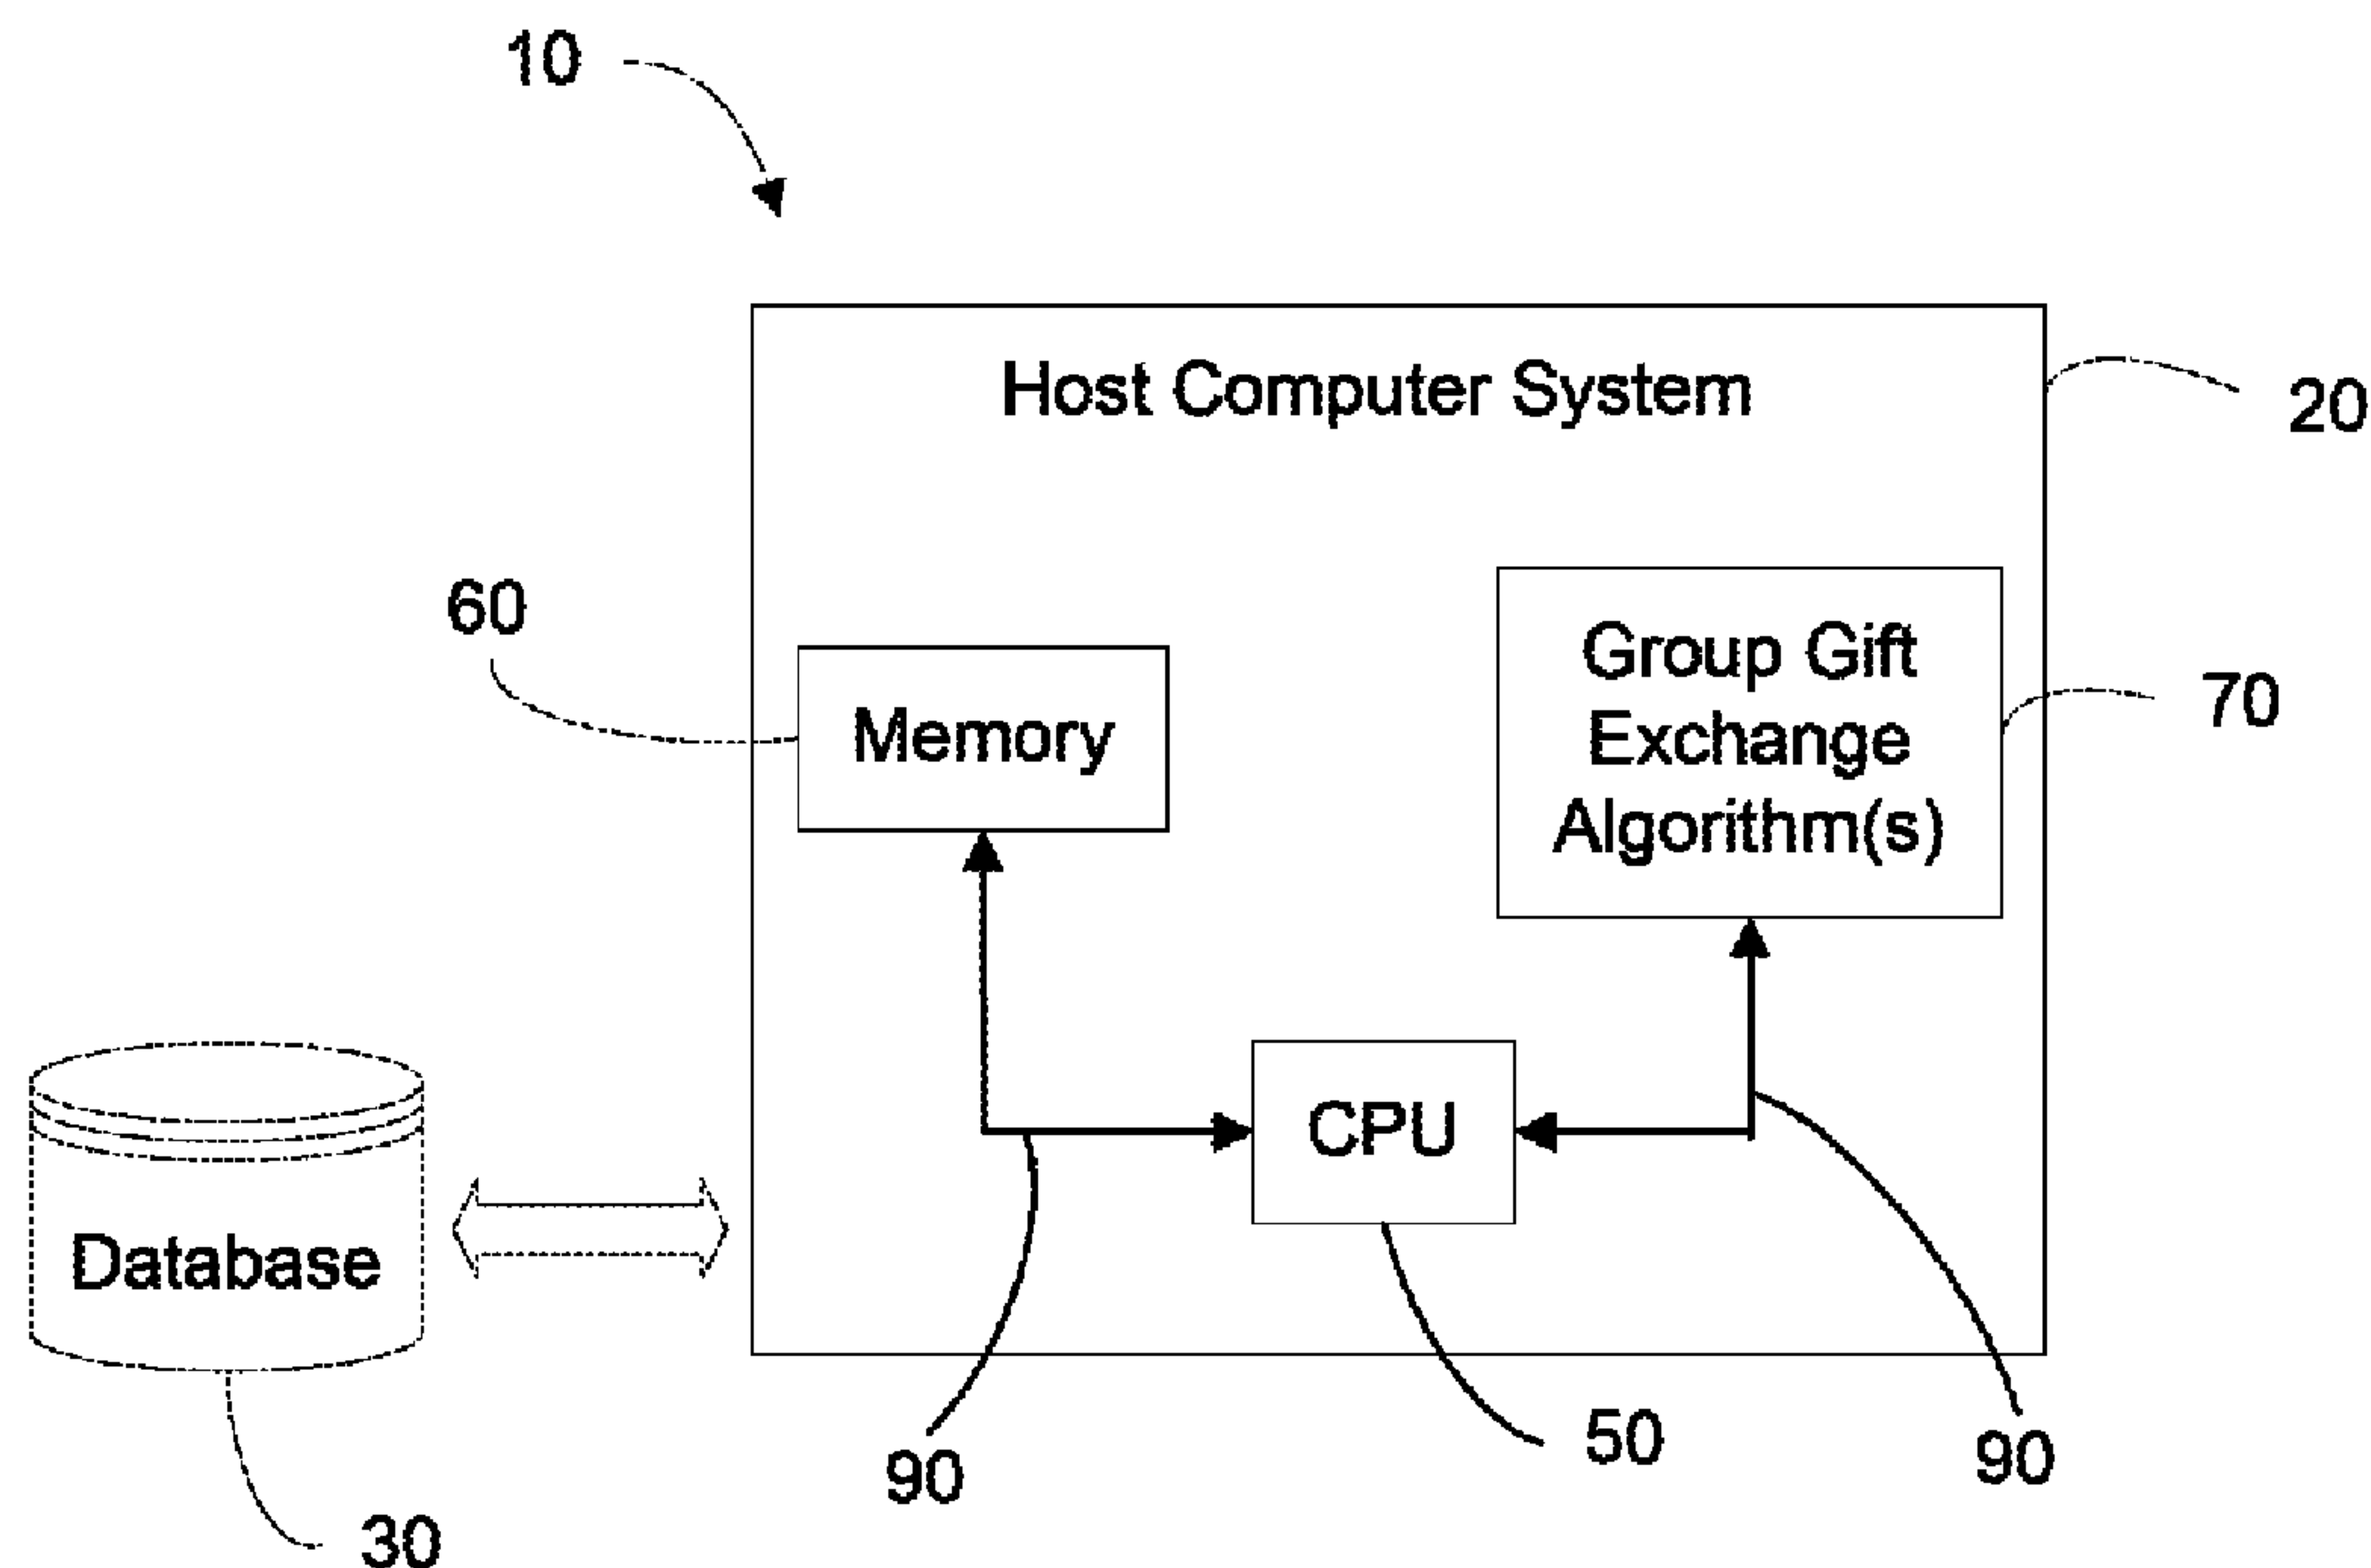 10
Host Computer System
20
60
Group Gift
Exchange
Algorithm(s)
70
Memory
CPU
Database
90
50
90
30